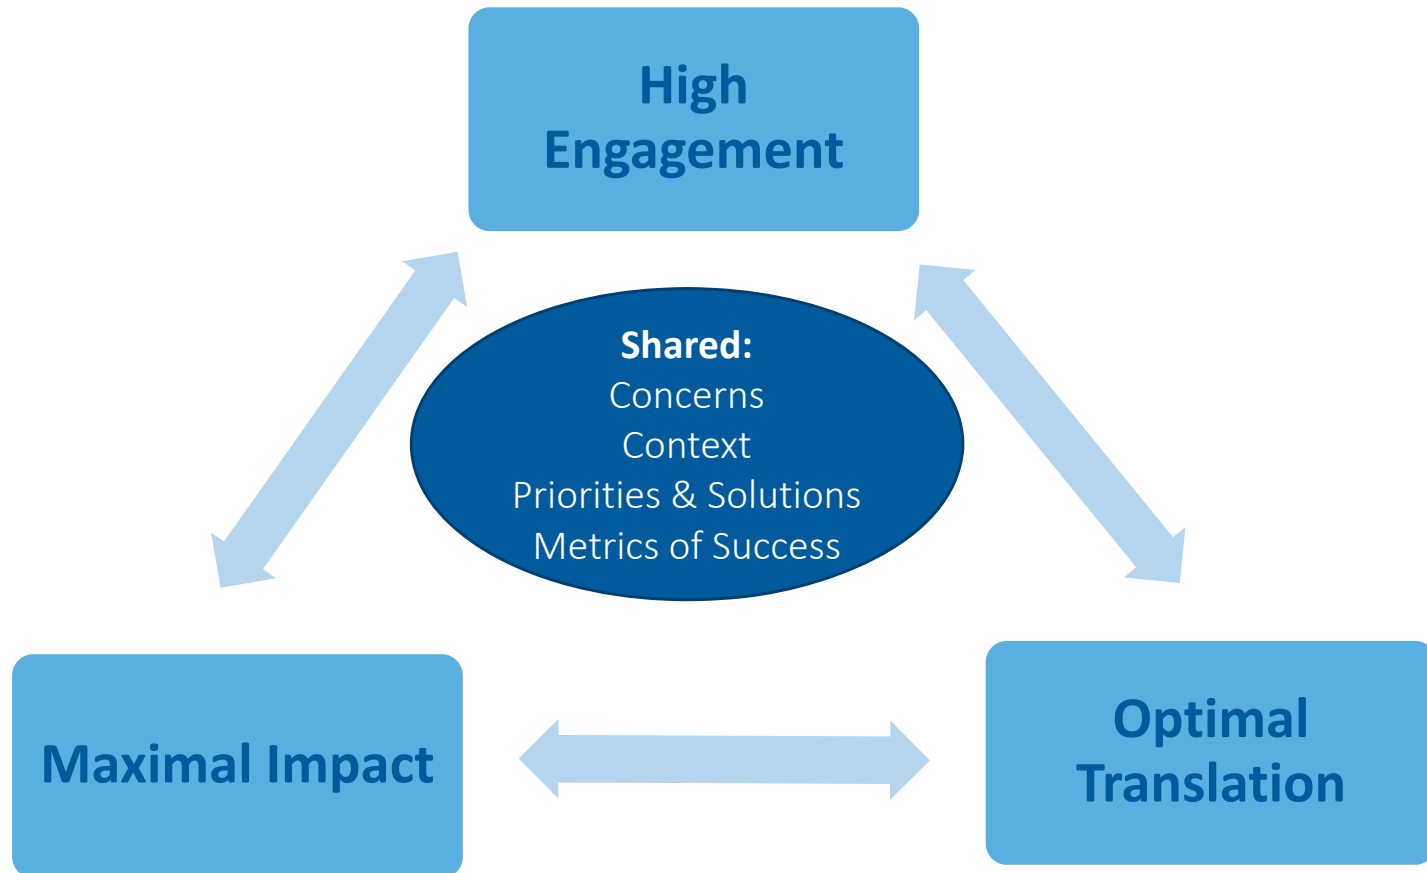 High
Engagement
Shared:
Concerns
Context
Priorities & Solutions
Metrics of Success
Maximal Impact
Optimal
Translation